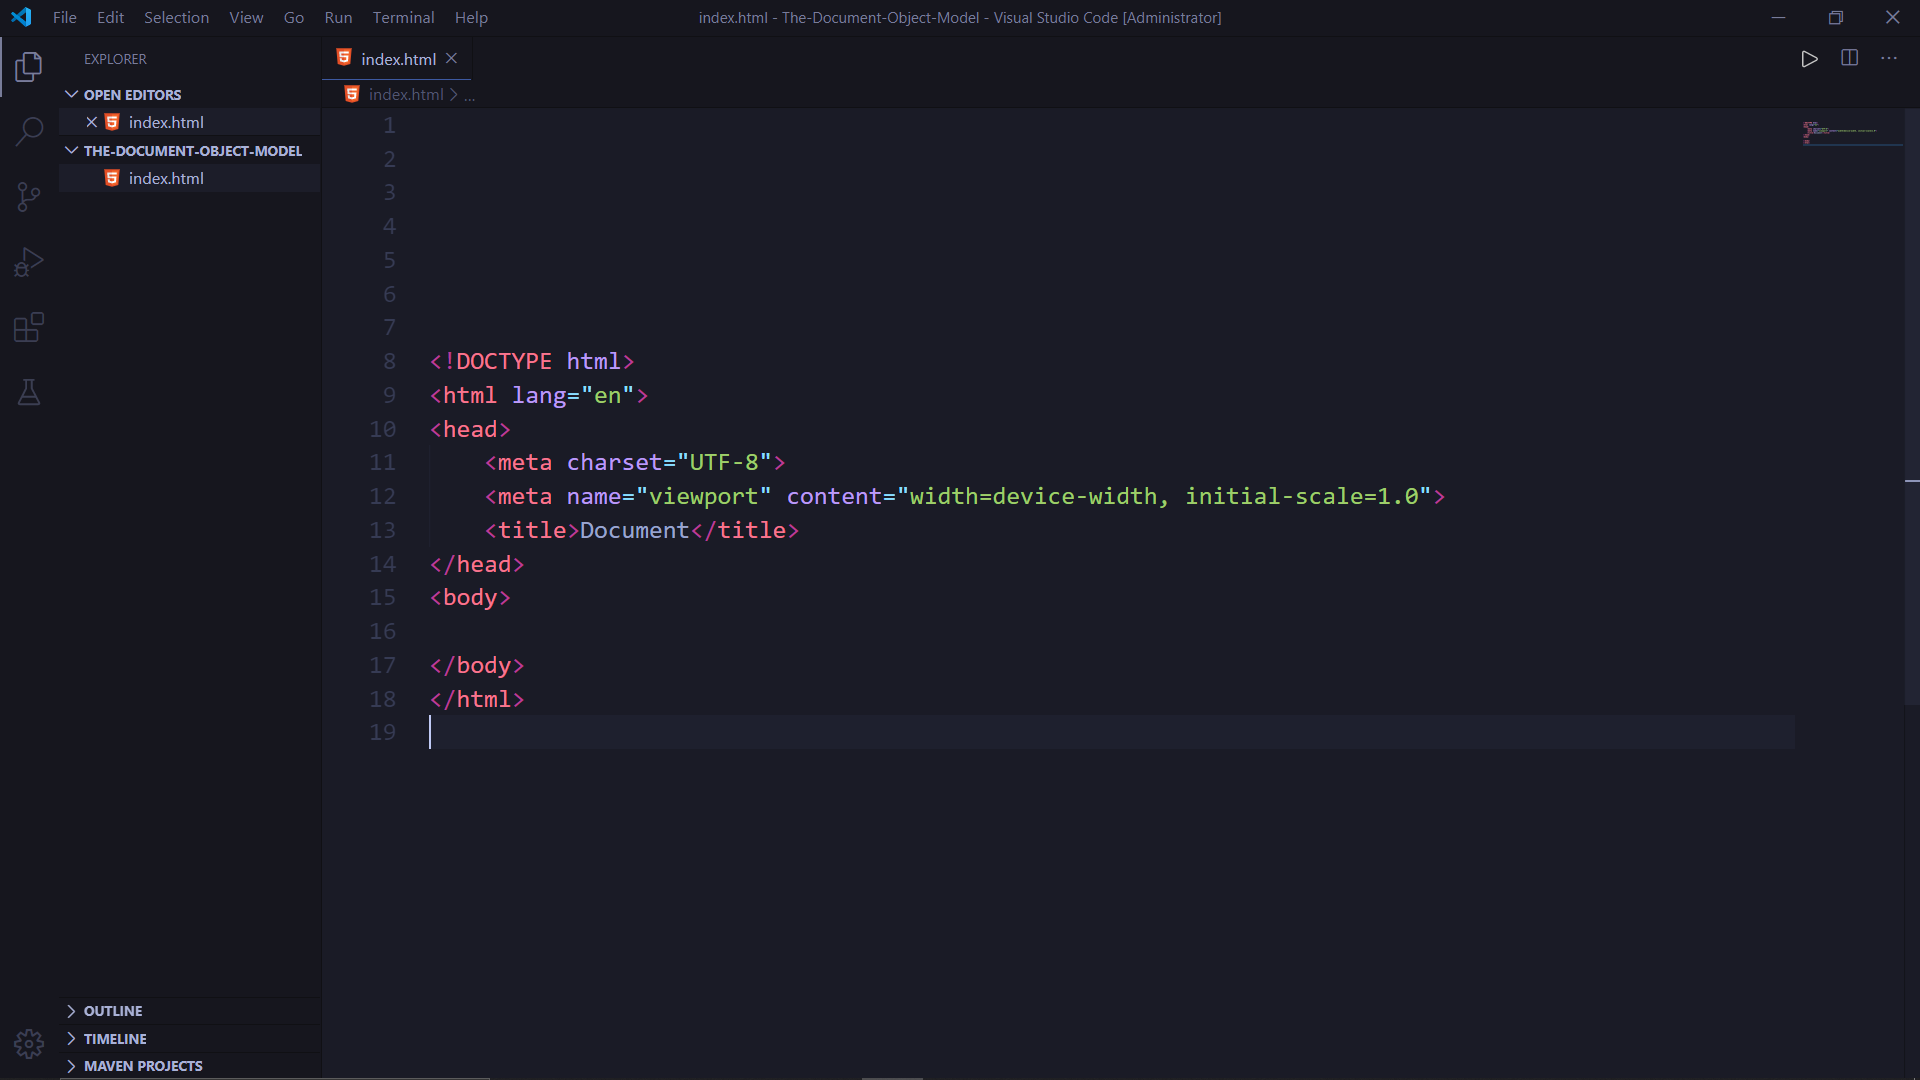 File Edit Selection View Go Run Terminal Help
index.html - The-Document-Object-Model - Visual Studio Code [Administrator]
EXPLORER
OPEN EDITORS
index.html
THE-DOCUMENT-OBJECT-MODEL
index.html
OUTLINE
TIMELINE
MAVEN PROJECTS
index.html
index.html > ...
1
2
3
4
5
6
7
8 <!DOCTYPE html>
9 <html lang="en">
10 <head>
11     <meta charset="UTF-8">
12     <meta name="viewport" content="width=device-width, initial-scale=1.0">
13     <title>Document</title>
14 </head>
15 <body>
16
17 </body>
18 </html>
19